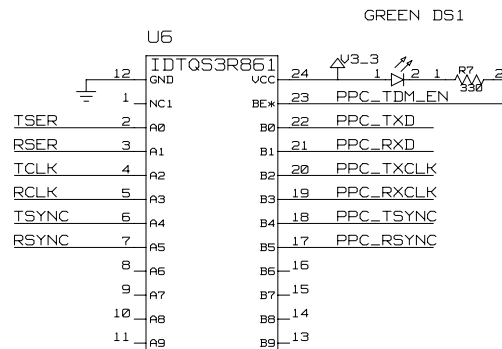 GREEN DS1
U6
IDTQS3R861
12 GND VCC 24 V3_3 1 2 1 R7 330 2
1 NC1 BE* 23 PPC_TDM_EN
TSER 2 A0 B0 22 PPC_TXD
RSER 3 A1 B1 21 PPC_RXD
TCLK 4 A2 B2 20 PPC_TXCLK
RCLK 5 A3 B3 19 PPC_RXCLK
TSYNC 6 A4 B4 18 PPC_TSYNC
RSYNC 7 A5 B5 17 PPC_RSYNC
8 A6 B6 16
9 A7 B7 15
10 A8 B8 14
11 A9 B9 13